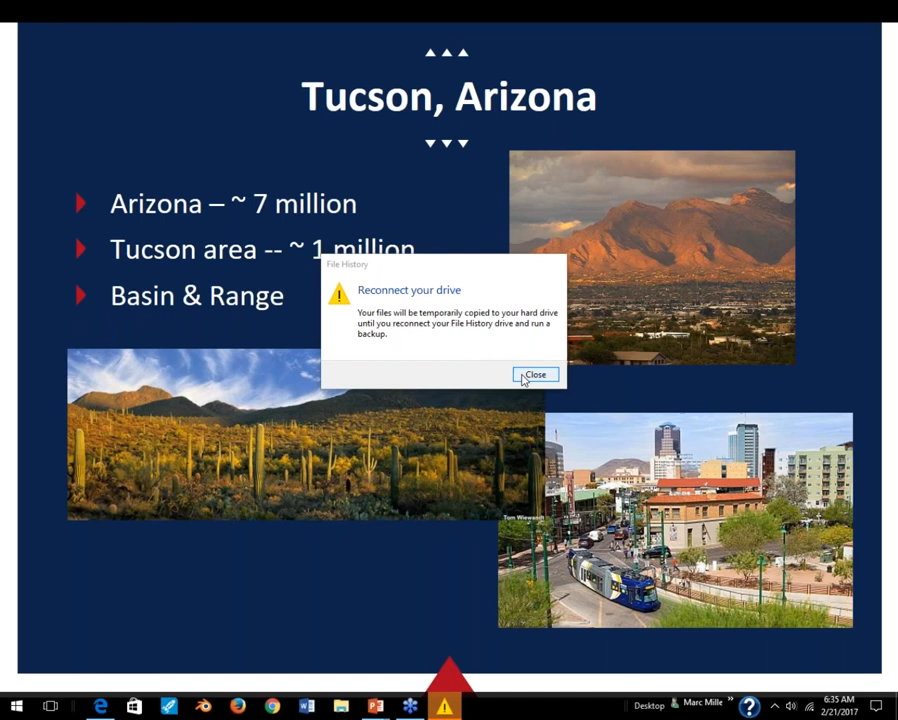 Tucson, Arizona
Arizona – ~ 7 million
Tucson area -- ~ 1 million
Basin & Range
File History
Reconnect your drive
Your files will be temporarily copied to your hard drive
until you reconnect your File History drive and run a
backup.
Close
Tom Wiewandt
Desktop
Marc Mille
6:35 AM
2/21/2017